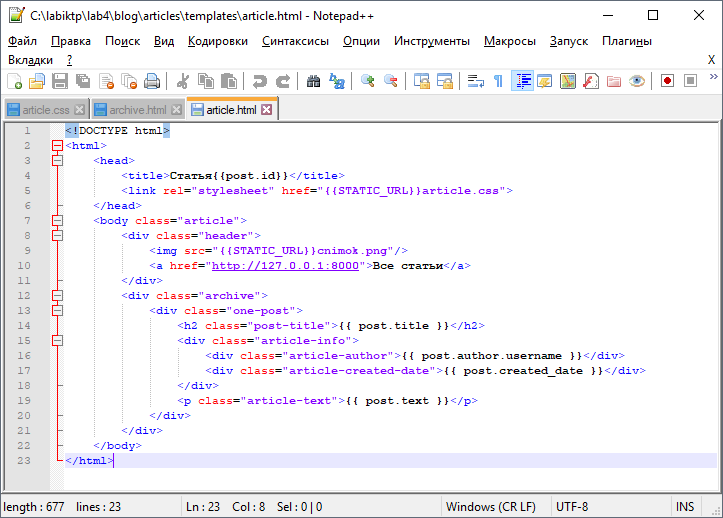 C:\labiktp\lab4\blog\articles\templates\article.html - Notepad++
Файл Правка Поиск Вид Кодировки Синтаксисы Опции Инструменты Макросы Запуск Плагины
Вкладки ? X
article.css archive.html article.html
1 <!DOCTYPE html>
2 <html>
3 <head>
4 <title>Статья{{post.id}}</title>
5 <link rel="stylesheet" href="{{STATIC_URL}}article.css">
6 </head>
7 <body class="article">
8 <div class="header">
9 <img src="{{STATIC_URL}}cnimok.png"/>
10 <a href="http://127.0.0.1:8000">Все статьи</a>
11 </div>
12 <div class="archive">
13 <div class="one-post">
14 <h2 class="post-title">{{ post.title }}</h2>
15 <div class="article-info">
16 <div class="article-author">{{ post.author.username }}</div>
17 <div class="article-created-date">{{ post.created_date }}</div>
18 </div>
19 <p class="article-text">{{ post.text }}</p>
20 </div>
21 </div>
22 </body>
23 </html>
length : 677 lines : 23 Ln : 23 Col : 8 Sel : 0 | 0 Windows (CR LF) UTF-8 INS